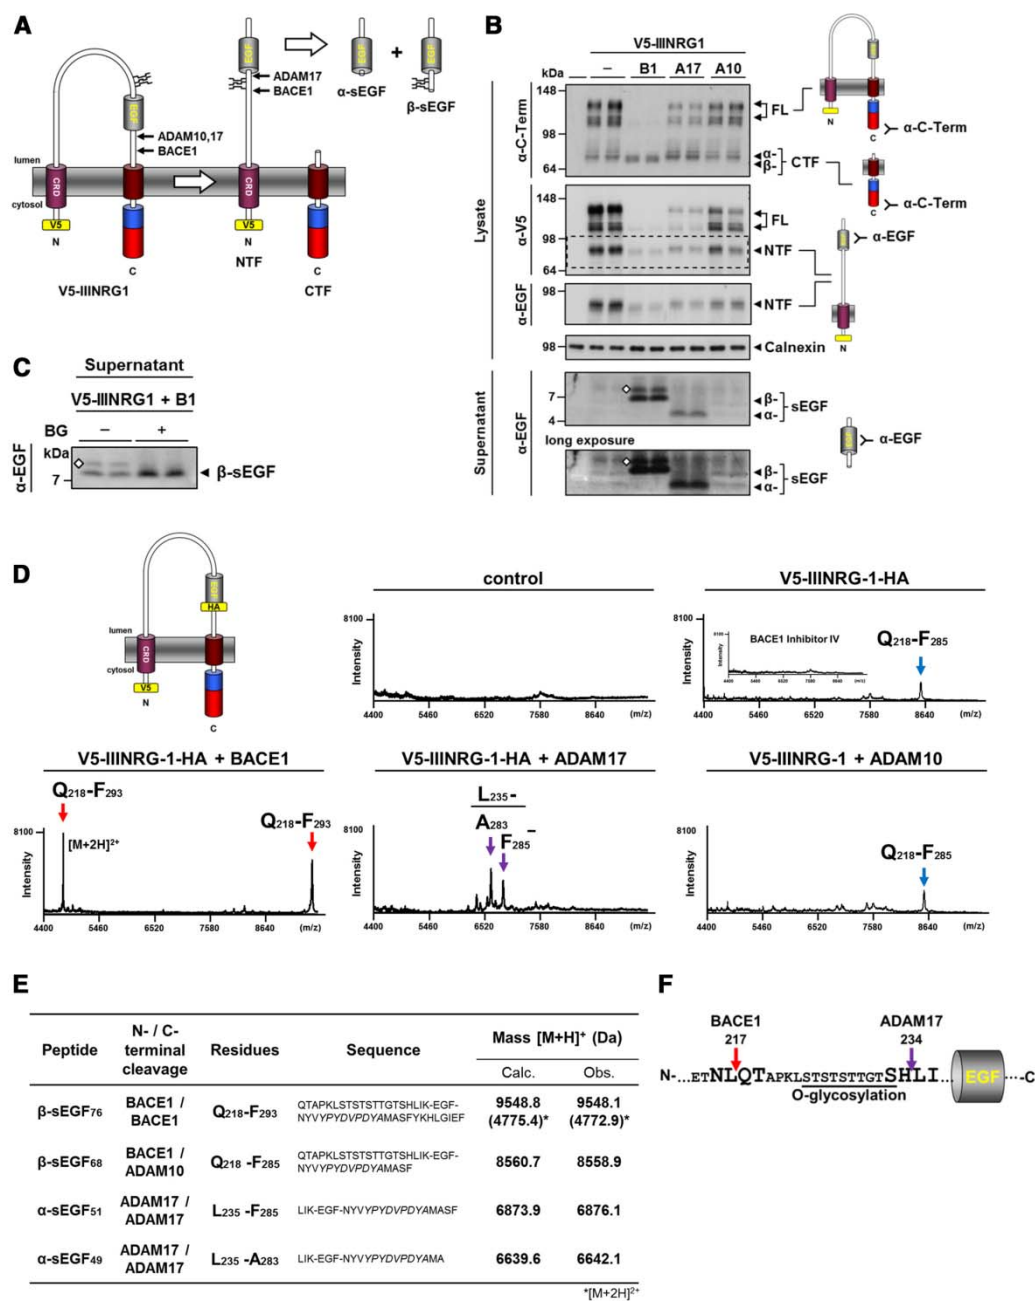 A
EGF
ADAM17
BACE1
EGF
+
EGF
α-sEGF
β-sEGF
EGF
ADAM10,17
BACE1
lumen
cytosol
CRD
CRD
V5
V5
N
N
C
C
NTF
V5-IIINRG1
CTF
B
V5-IIINRG1
kDa
–
B1
A17
A10
Lysate
α-C-Term
148
98
64
FL
α-
β-
CTF
α-V5
148
98
64
FL
NTF
α-EGF
98
NTF
98
Calnexin
Supernatant
α-EGF
7
4
β-
α-
sEGF
long exposure
β-
α-
sEGF
EGF
N
C
α-C-Term
C
α-C-Term
EGF
α-EGF
N
EGF
α-EGF
C
Supernatant
V5-IIINRG1 + B1
BG
–
+
kDa
α-EGF
7
β-sEGF
D
EGF
HA
lumen
cytosol
CRD
V5
N
C
control
8100
Intensity
4400 5460 6520 7580 8640 (m/z)
V5-IIINRG-1-HA
8100
Intensity
BACE1 Inhibitor IV
8100
Intensity
4400 5460 6520 7580 8640 (m/z)
Q218-F285
4400 5460 6520 7580 8640 (m/z)
V5-IIINRG-1-HA + BACE1
Q218-F293
Q218-F293
8100
[M+2H]2+
Intensity
4400 5460 6520 7580 8640 (m/z)
V5-IIINRG-1-HA + ADAM17
L235-
A283
F285
8100
Intensity
4400 5460 6520 7580 8640 (m/z)
V5-IIINRG-1 + ADAM10
Q218-F285
8100
Intensity
4400 5460 6520 7580 8640 (m/z)
E
Peptide
N- / C-
terminal
cleavage
Residues
Sequence
Mass [M+H]+ (Da)
Calc. Obs.
β-sEGF76
BACE1 /
BACE1
Q218-F293
QTAPKLSTSTSTTGTSHLIK-EGF-
NYVYPYDVPDYAMASFYKHLGIEF
9548.8 9548.1
(4775.4)* (4772.9)*
β-sEGF68
BACE1 /
ADAM10
Q218 -F285
QTAPKLSTSTSTTGTSHLIK-EGF-
NYVYPYDVPDYAMASF
8560.7 8558.9
α-sEGF51
ADAM17 /
ADAM17
L235 -F285
LIK-EGF-NYVYPYDVPDYAMASF
6873.9 6876.1
α-sEGF49
ADAM17 /
ADAM17
L235 -A283
LIK-EGF-NYVYPYDVPDYAMA
6639.6 6642.1
*[M+2H]2+
F
BACE1
217
ADAM17
234
N-...ETNLQTAPKLSTSTSTTGTSHLI... EGF ...-C
O-glycosylation